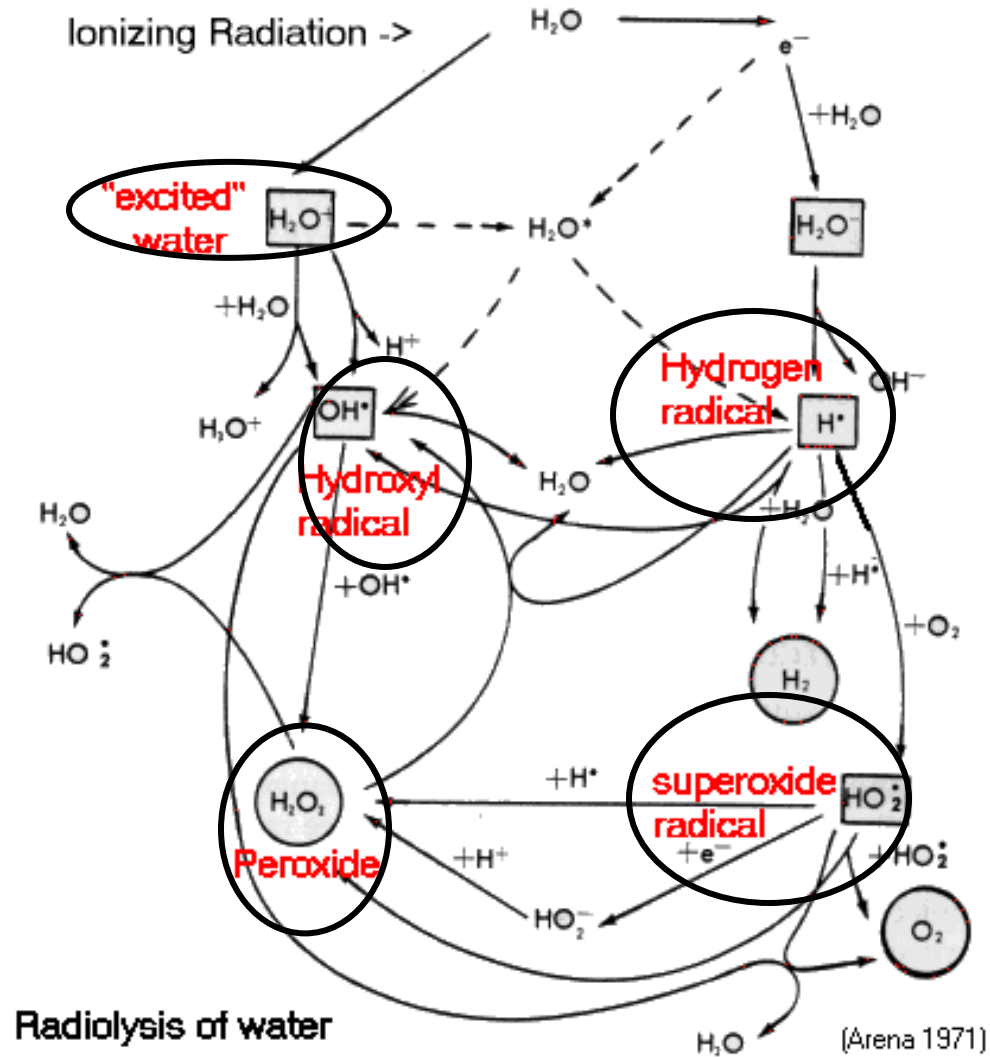 Ionizing Radiation ->
H₂O
e⁻
+H₂O
"excited"
water
H₂O⁺
H₂O*
H₂O⁻
+H₂O
H⁺
Hydrogen
radical
OH⁻
OH•
H•
H₃O⁺
Hydroxyl
radical
H₂O
+H₂O
H₂O
+OH•
+H•
+O₂
HO₂•
H₂
+H•
superoxide
radical
HO₂•
H₂O₂
Peroxide
+H⁺
+e⁻
+HO₂•
HO₂⁻
O₂
Radiolysis of water
H₂O
(Arena 1971)